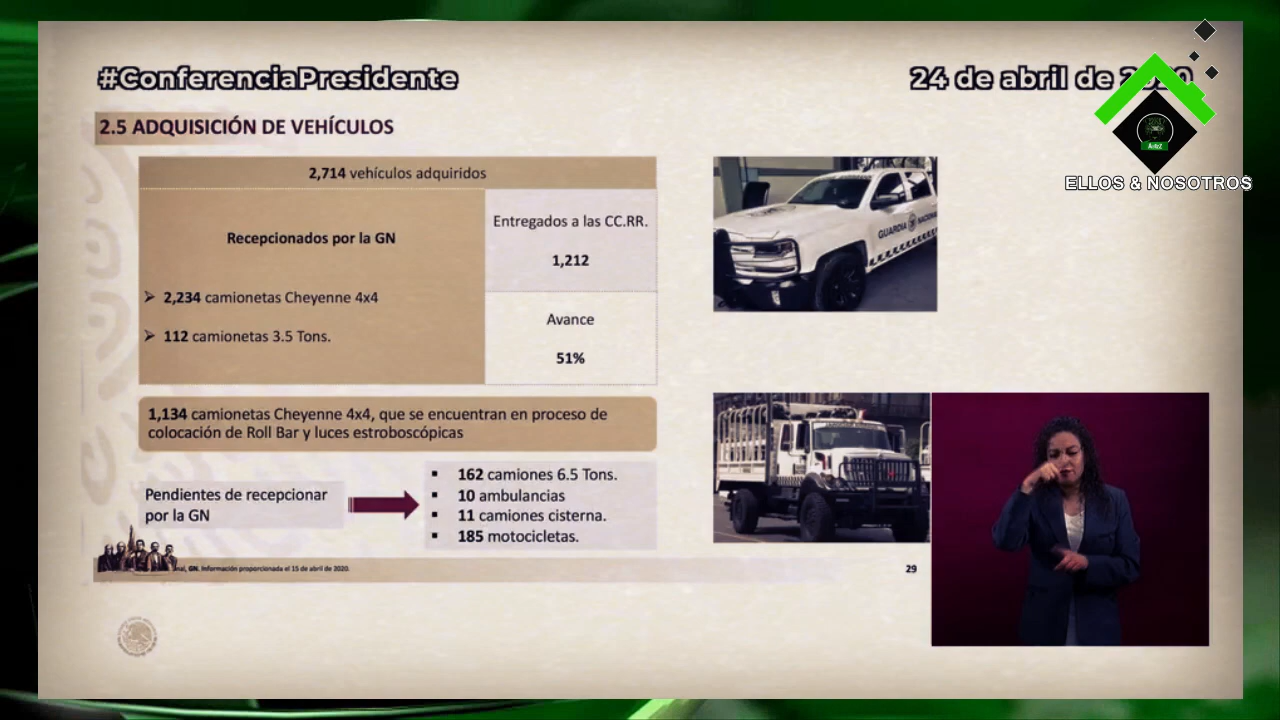 #ConferenciaPresidente
24 de abril de 2020
ELLOS & NOSOTROS
2.5 ADQUISICIÓN DE VEHÍCULOS
2,714 vehículos adquiridos
Recepcionados por la GN
➢ 2,234 camionetas Cheyenne 4x4
➢ 112 camionetas 3.5 Tons.
Entregados a las CC.RR.
1,212
Avance
51%
GUARDIA NACIONAL
1,134 camionetas Cheyenne 4x4, que se encuentran en proceso de
colocación de Roll Bar y luces estroboscópicas
Pendientes de recepcionar
por la GN
▪ 162 camiones 6.5 Tons.
▪ 10 ambulancias
▪ 11 camiones cisterna.
▪ 185 motocicletas.
GN. Información proporcionada el 15 de abril de 2020.
29